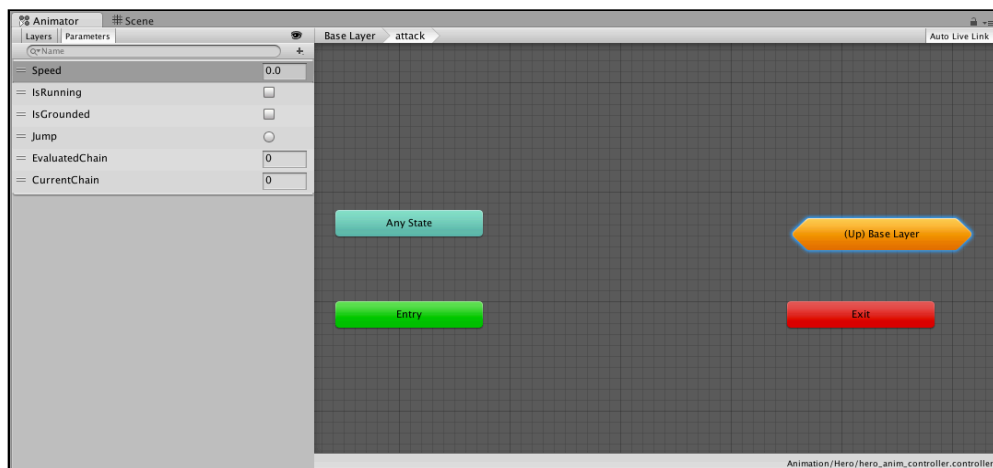 Animator Scene
Layers Parameters Base Layer attack Auto Live Link
Name
Speed 0.0
IsRunning
IsGrounded
Jump
EvaluatedChain 0
CurrentChain 0
Any State
(Up) Base Layer
Entry
Exit
Animation/Hero/hero_anim_controller.controller